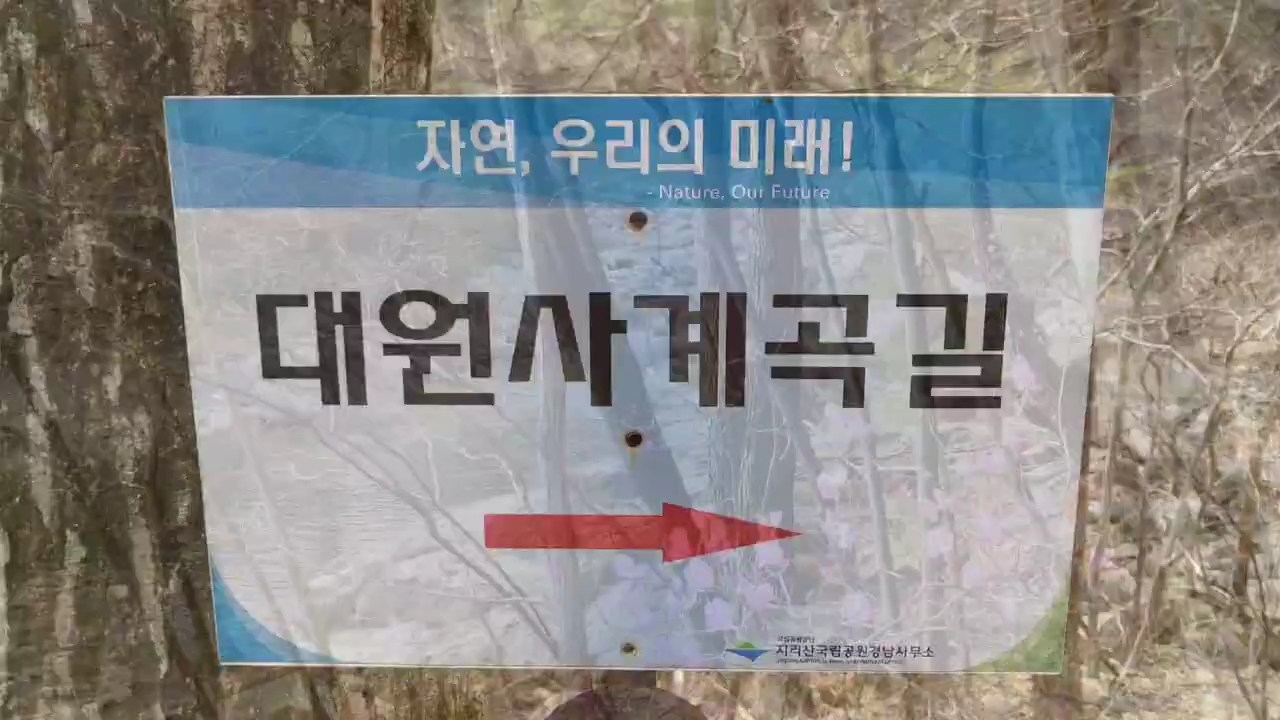 자연, 우리의 미래!
- Nature, Our Future
대원사계곡길
국립공원공단
지리산국립공원경남사무소